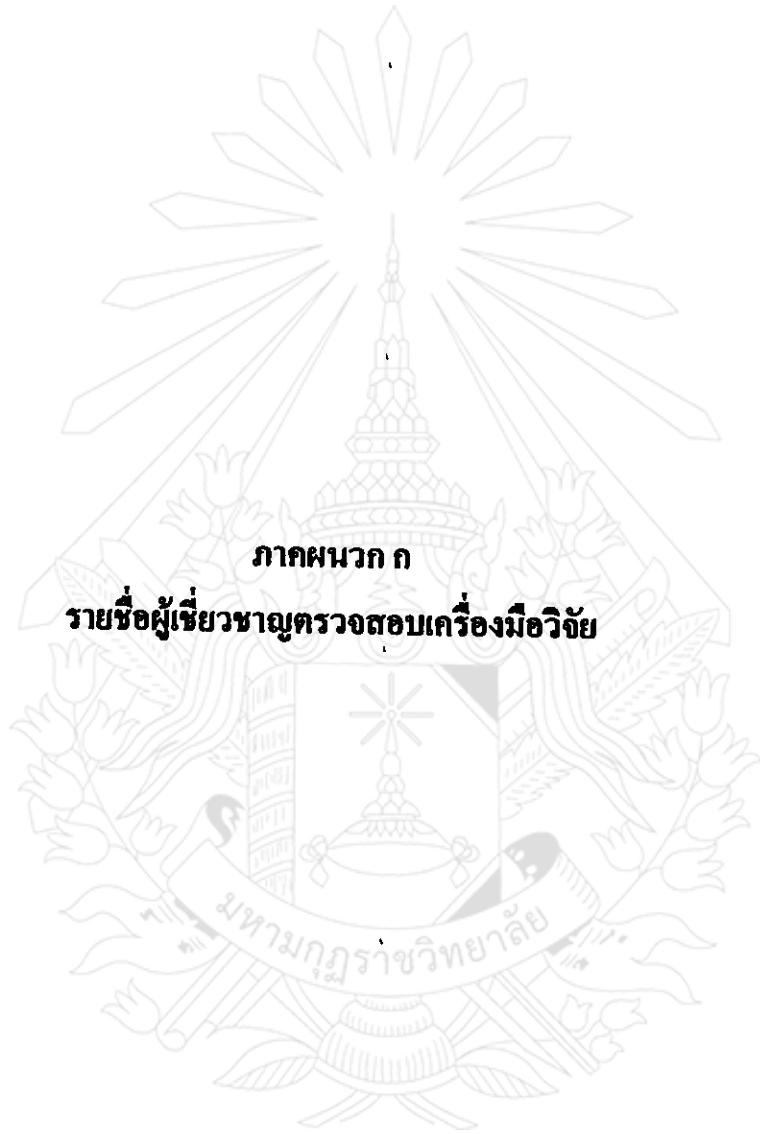 ภาคผนวก ก
รายชื่อผู้เชี่ยวชาญตรวจสอบเครื่องมือวิจัย
มหามกุฏราชวิทยาลัย